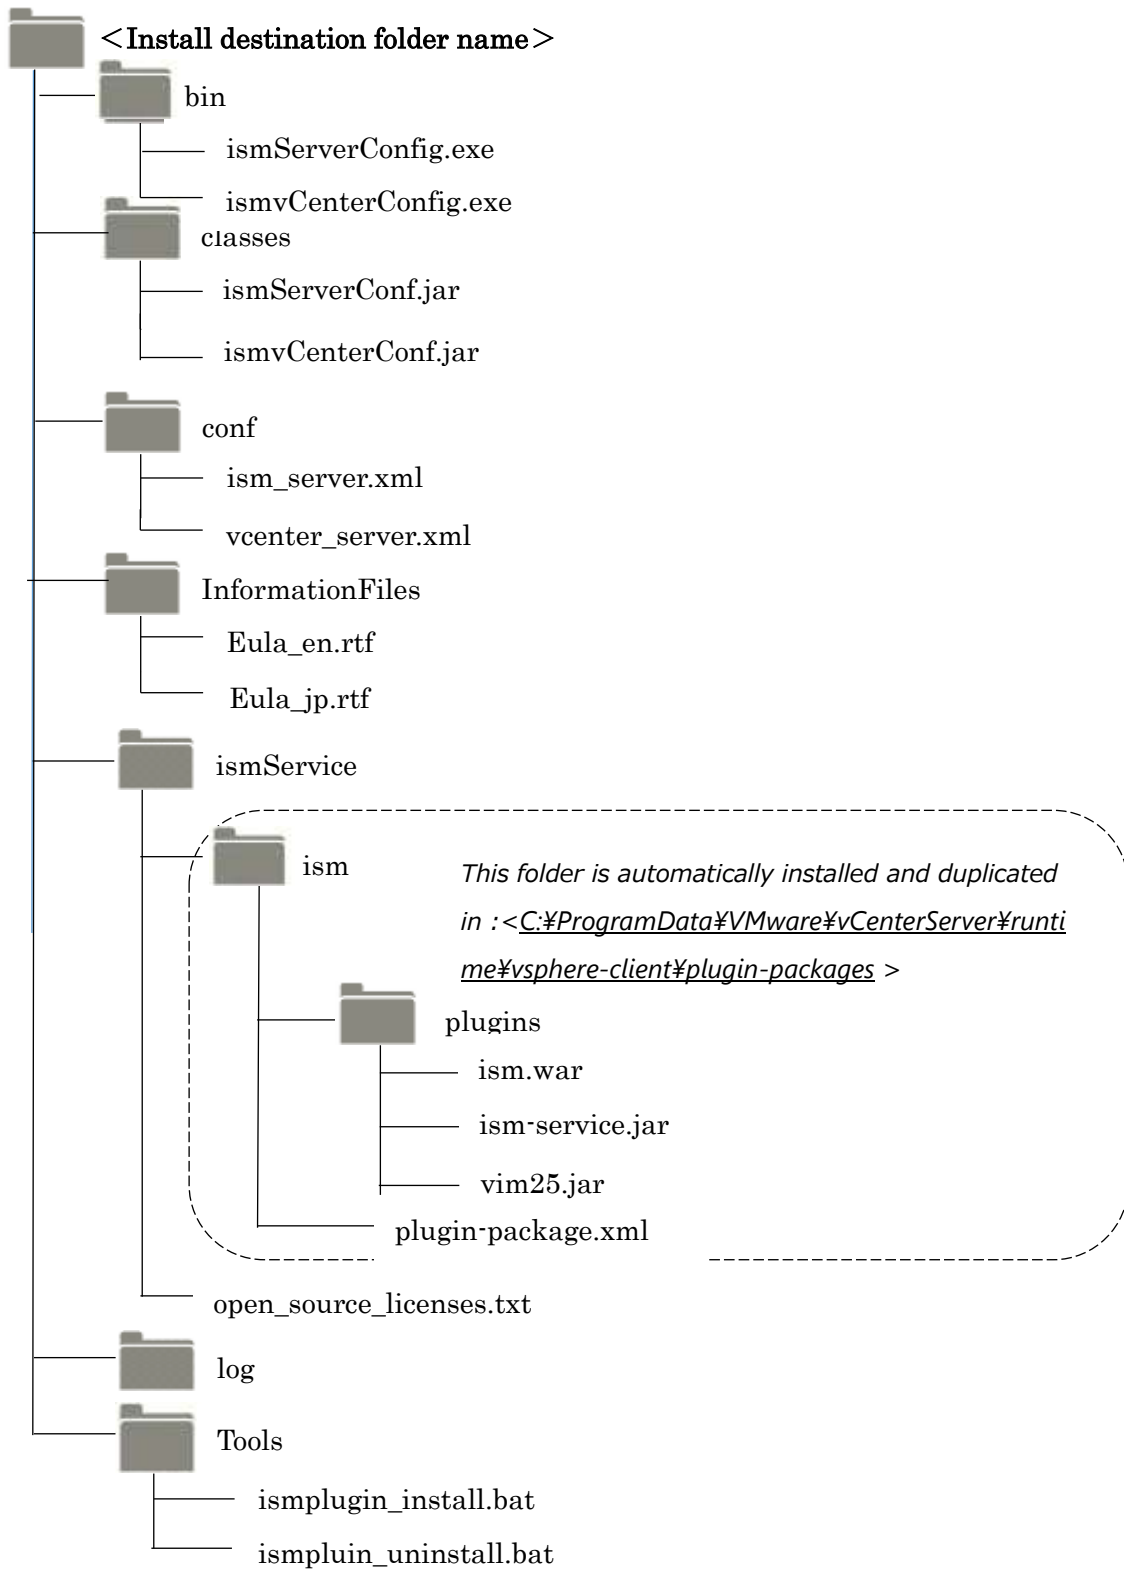 ＜Install destination folder name＞
bin
ismServerConfig.exe
ismvCenterConfig.exe
classes
ismServerConf.jar
ismvCenterConf.jar
conf
ism_server.xml
vcenter_server.xml
InformationFiles
Eula_en.rtf
Eula_jp.rtf
ismService
ism
This folder is automatically installed and duplicated
in :<C:¥ProgramData¥VMware¥vCenterServer¥runti
me¥vsphere-client¥plugin-packages >
plugins
ism.war
ism-service.jar
vim25.jar
plugin-package.xml
open_source_licenses.txt
log
Tools
ismplugin_install.bat
ismpluin_uninstall.bat